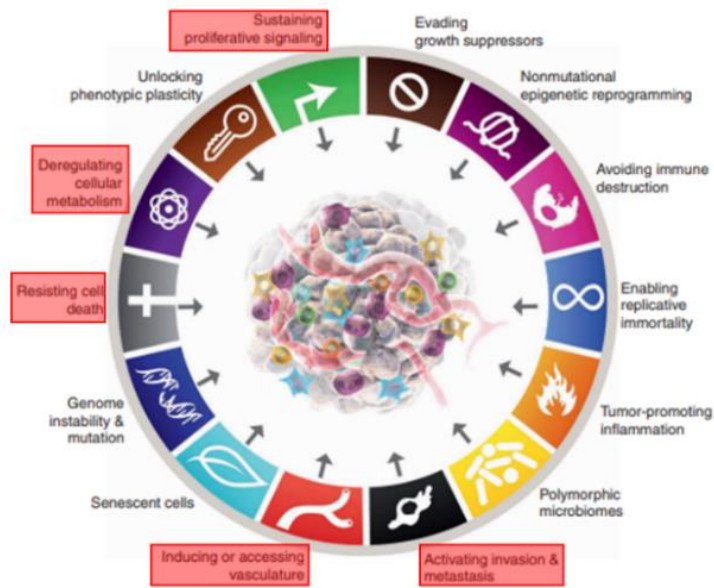 Sustaining
proliferative signaling
Evading
growth suppressors
Unlocking
phenotypic plasticity
Nonmutational
epigenetic reprogramming
Deregulating
cellular
metabolism
Avoiding immune
destruction
Resisting cell
death
Enabling
replicative
immortality
Genome
instability &
mutation
Tumor-promoting
inflammation
Senescent cells
Polymorphic
microbiomes
Inducing or accessing
vasculature
Activating invasion &
metastasis